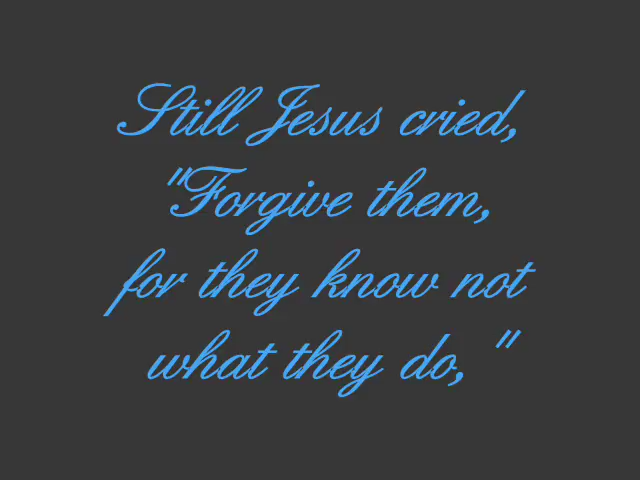 Still Jesus cried,
"Forgive them,
for they know not
what they do,"